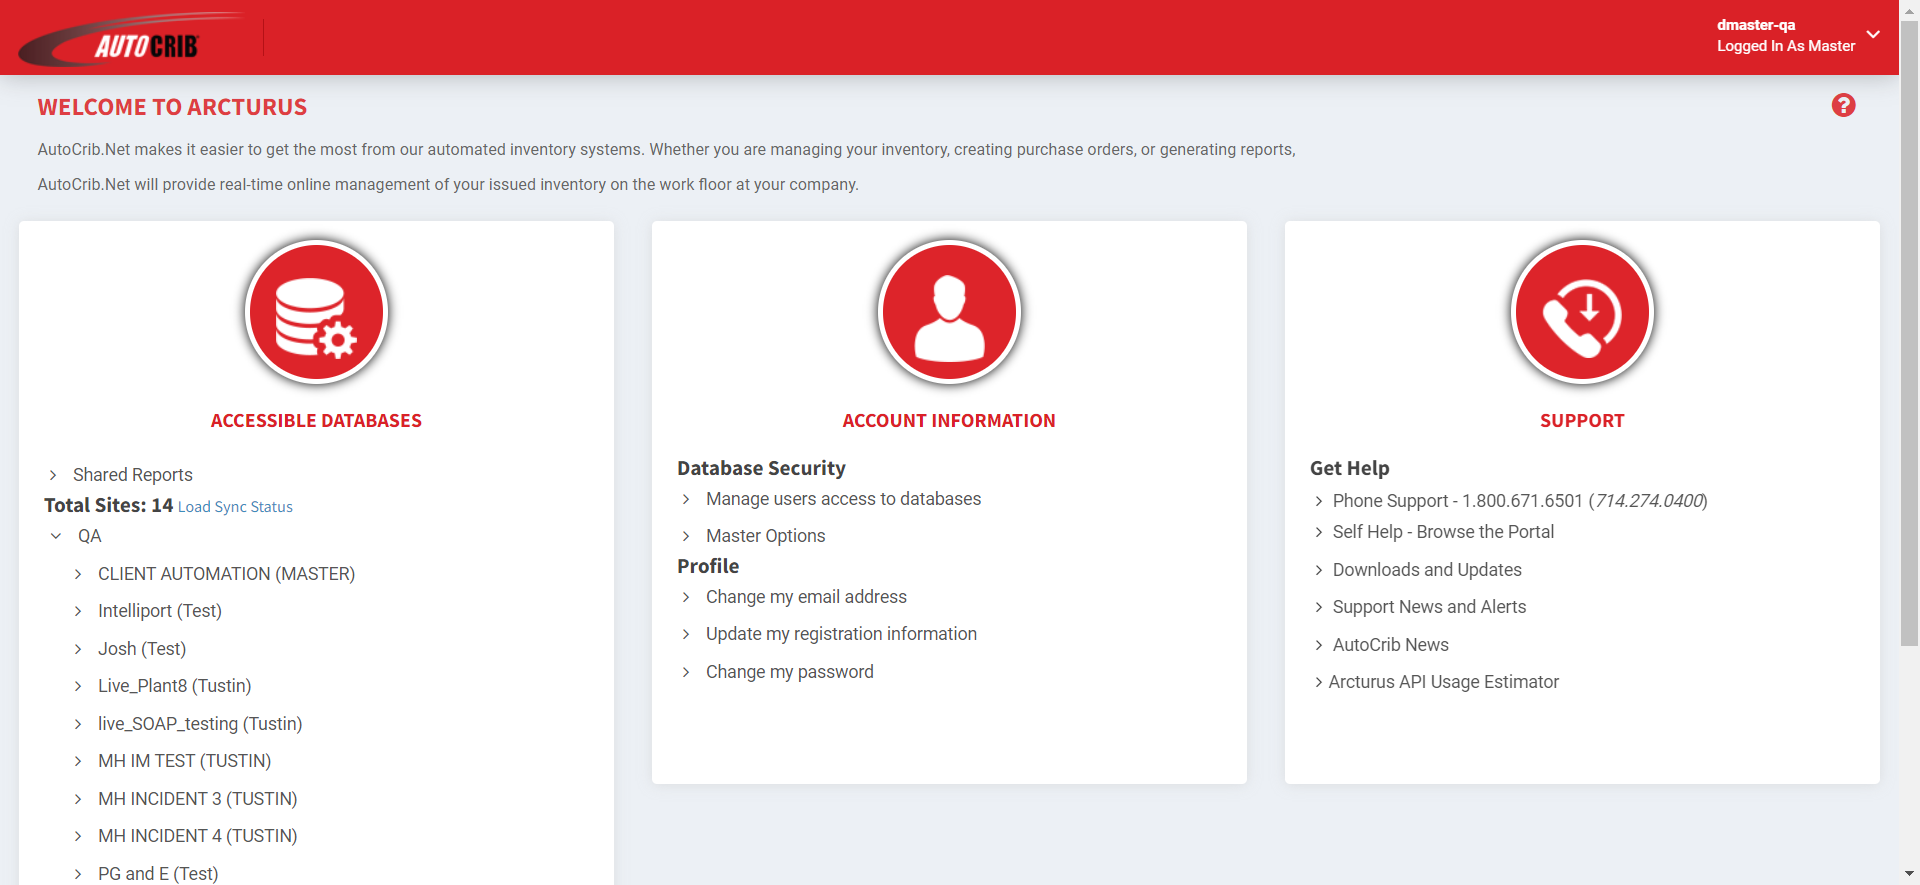 AUTOCRIB
dmaster-qa
Logged In As Master
WELCOME TO ARCTURUS
?
AutoCrib.Net makes it easier to get the most from our automated inventory systems. Whether you are managing your inventory, creating purchase orders, or generating reports,
AutoCrib.Net will provide real-time online management of your issued inventory on the work floor at your company.
ACCESSIBLE DATABASES
Shared Reports
Total Sites: 14 Load Sync Status
QA
CLIENT AUTOMATION (MASTER)
Intelliport (Test)
Josh (Test)
Live_Plant8 (Tustin)
live_SOAP_testing (Tustin)
MH IM TEST (TUSTIN)
MH INCIDENT 3 (TUSTIN)
MH INCIDENT 4 (TUSTIN)
PG and E (Test)
ACCOUNT INFORMATION
Database Security
Manage users access to databases
Master Options
Profile
Change my email address
Update my registration information
Change my password
SUPPORT
Get Help
Phone Support - 1.800.671.6501 (714.274.0400)
Self Help - Browse the Portal
Downloads and Updates
Support News and Alerts
AutoCrib News
Arcturus API Usage Estimator